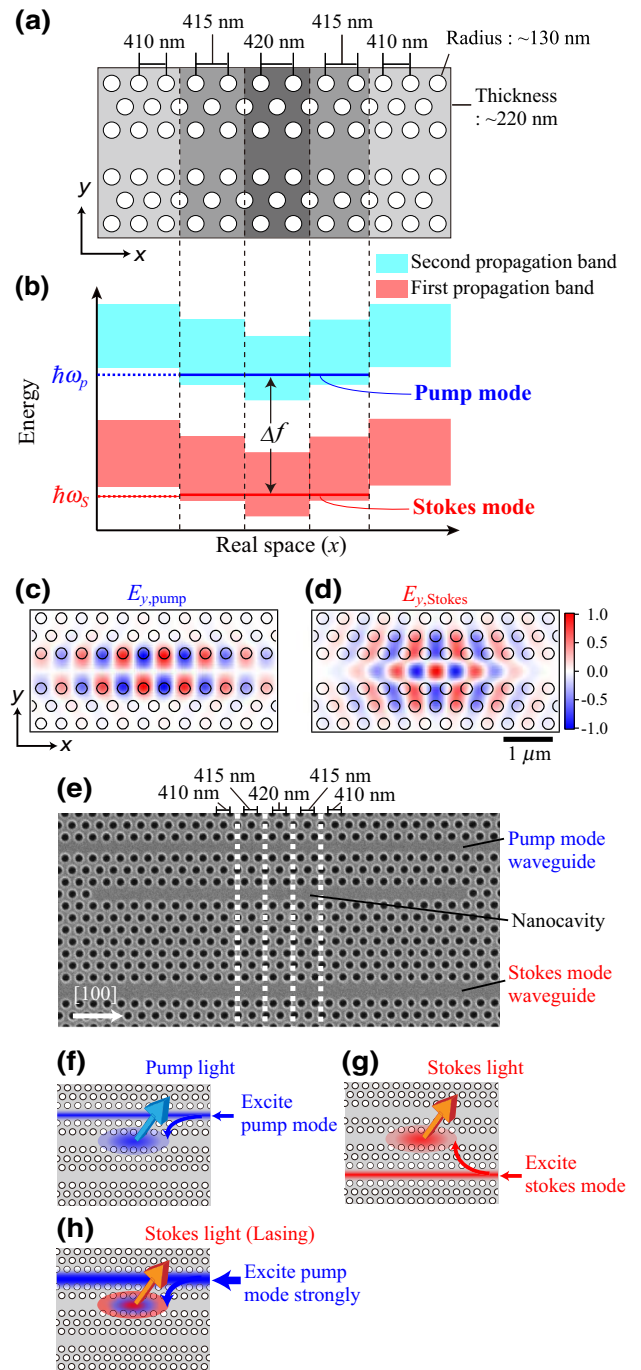 (a)
415 nm 415 nm
410 nm 420 nm 410 nm
Radius : ~130 nm
Thickness
: ~220 nm
y
x
Second propagation band
First propagation band
(b)
Energy
ħωp
Pump mode
Δf
ħωS
Stokes mode
Real space (x)
(c) Ey,pump
(d) Ey,Stokes
1.0
0.5
0.0
-0.5
-1.0
y
x
1 μm
(e)
415 nm 415 nm
410 nm 420 nm 410 nm
Pump mode
waveguide
Nanocavity
Stokes mode
waveguide
[100]
(f)
Pump light
Excite
pump mode
(g)
Stokes light
Excite
stokes mode
(h)
Stokes light (Lasing)
Excite pump
mode strongly